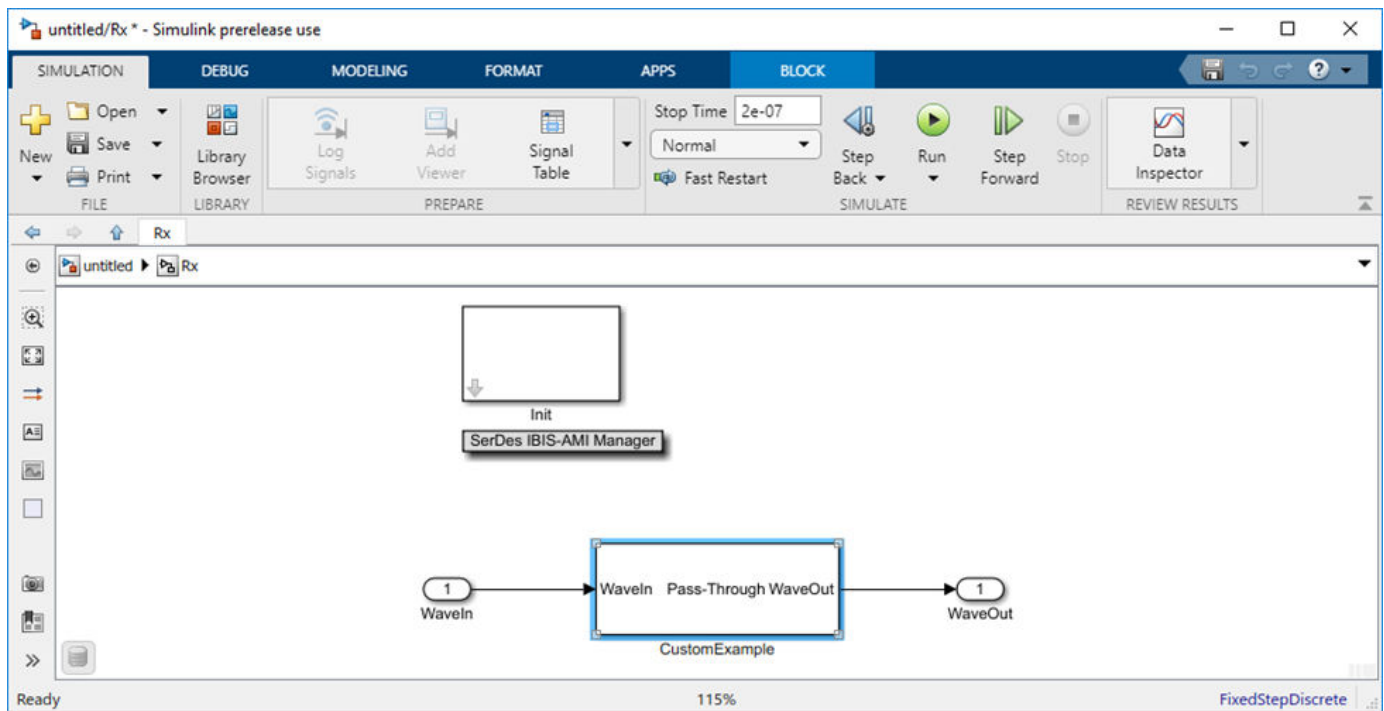 untitled/Rx * - Simulink prerelease use
SIMULATION DEBUG MODELING FORMAT APPS BLOCK
New
Open
Save
Print
FILE
Library
Browser
LIBRARY
Log
Signals
Add
Viewer
Signal
Table
PREPARE
Stop Time 2e-07
Normal
Fast Restart
Step
Back
Run
Step
Forward
Stop
SIMULATE
Data
Inspector
REVIEW RESULTS
Rx
untitled Rx
Init
SerDes IBIS-AMI Manager
1
WaveIn
WaveIn Pass-Through WaveOut
CustomExample
1
WaveOut
Ready 115% FixedStepDiscrete